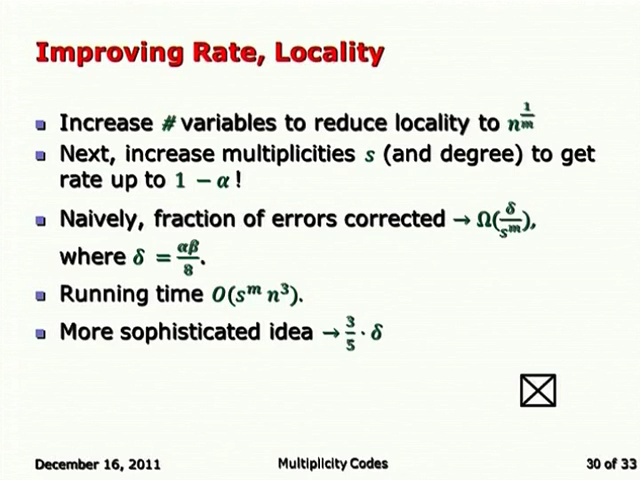 Improving Rate, Locality
Increase # variables to reduce locality to n^{1/m}
Next, increase multiplicities s (and degree) to get
rate up to 1 − α !
Naively, fraction of errors corrected → Ω(δ/s^m),
where δ = αβ/8.
Running time O(s^m n^3).
More sophisticated idea → 3/5 · δ
December 16, 2011
Multiplicity Codes
30 of 33